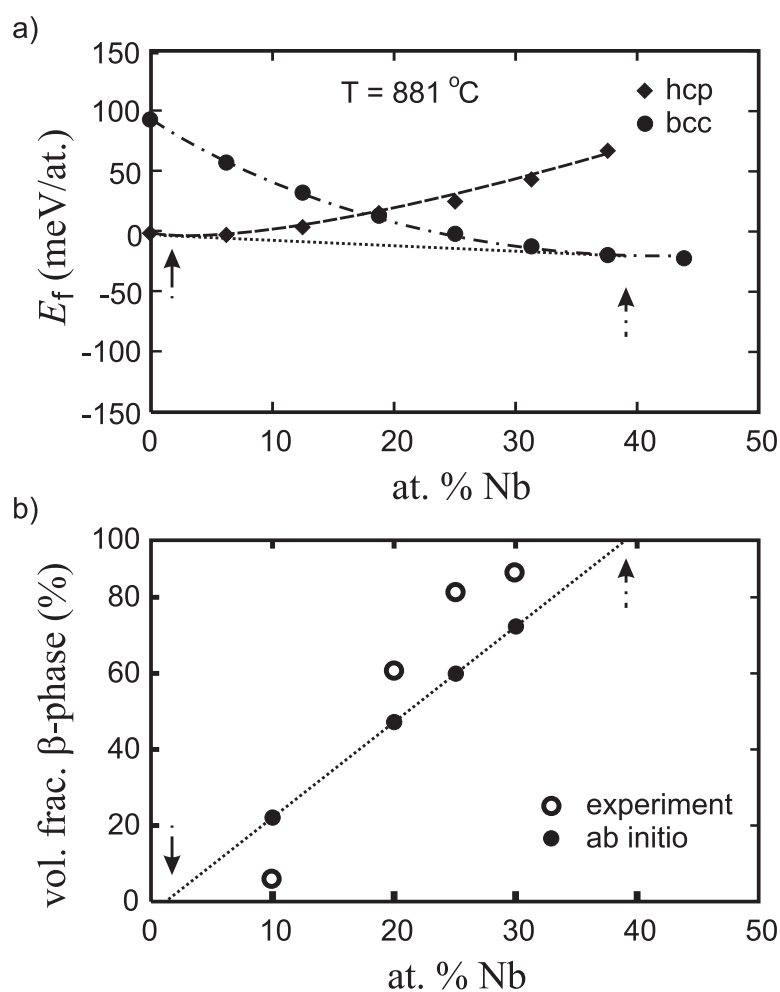 a)
150
100
50
0
-50
-100
-150
E_f (meV/at.)
T = 881 °C
hcp
bcc
0 10 20 30 40 50
at. % Nb
b)
100
80
60
40
20
0
vol. frac. β-phase (%)
experiment
ab initio
0 10 20 30 40 50
at. % Nb